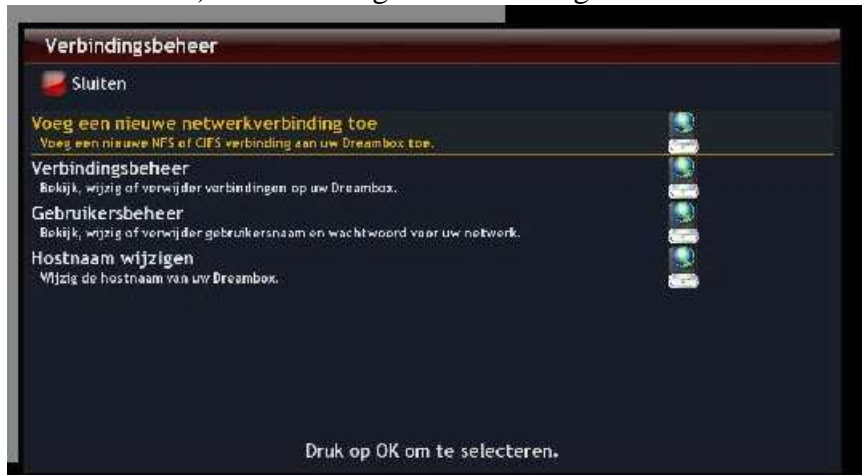 Verbindingsbeheer
Sluiten
Voeg een nieuwe netwerkverbinding toe
Voeg een nieuwe NFS of CIFS verbinding aan uw Dreambox toe.
Verbindingsbeheer
Bekijk, wijzig of verwijder verbindingen op uw Dreambox.
Gebruikersbeheer
Bekijk, wijzig of verwijder gebruikersnaam en wachtwoord voor uw netwerk.
Hostnaam wijzigen
Wijzig de hostnaam van uw Dreambox.
Druk op OK om te selecteren.